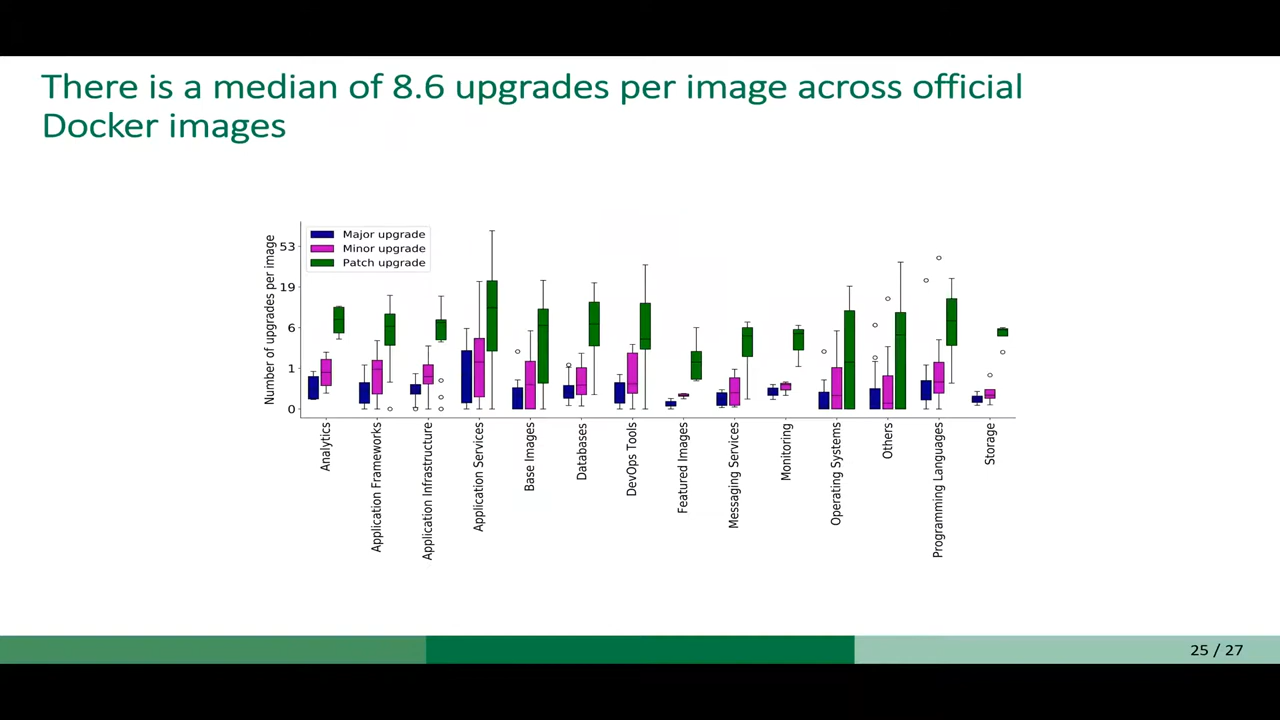 There is a median of 8.6 upgrades per image across official
Docker images
Number of upgrades per image
53
19
6
1
0
Major upgrade
Minor upgrade
Patch upgrade
Analytics
Application Frameworks
Application Infrastructure
Application Services
Base Images
Databases
DevOps Tools
Featured Images
Messaging Services
Monitoring
Operating Systems
Others
Programming Languages
Storage
25 / 27